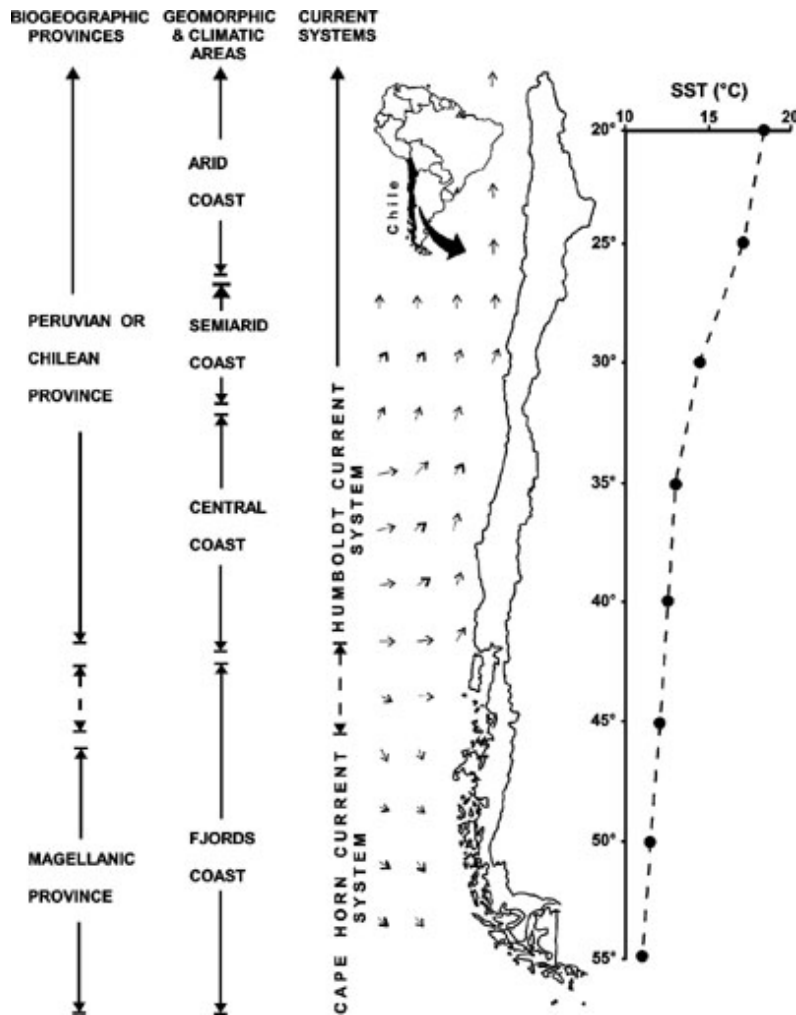 BIOGEOGRAPHIC
PROVINCES
GEOMORPHIC
& CLIMATIC
AREAS
CURRENT
SYSTEMS
ARID
COAST
PERUVIAN OR
CHILEAN
PROVINCE
SEMIARID
COAST
CENTRAL
COAST
MAGELLANIC
PROVINCE
FJORDS
COAST
HUMBOLDT CURRENT
SYSTEM
CAPE HORN CURRENT
SYSTEM
Chile
SST (°C)
10 15 20
20°
25°
30°
35°
40°
45°
50°
55°